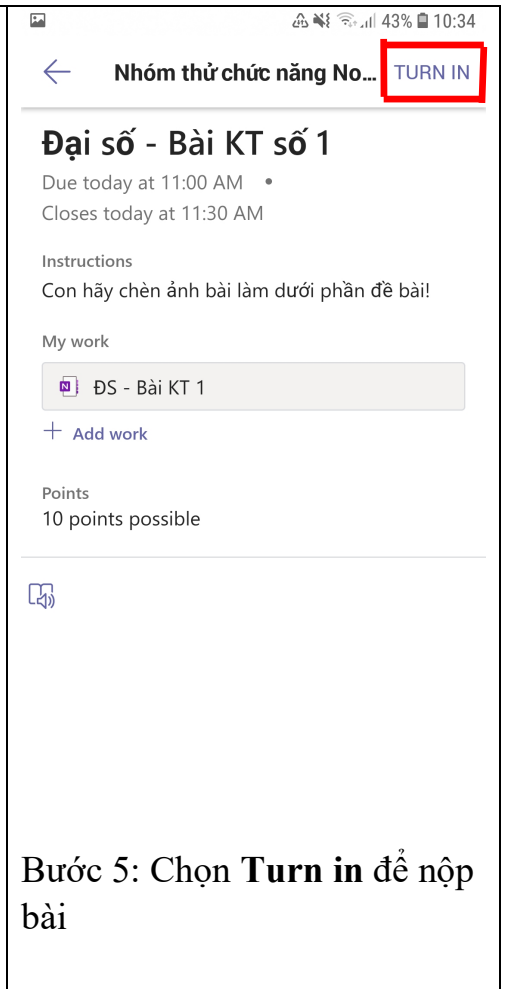 43% 10:34
Nhóm thử chức năng No... TURN IN
Đại số - Bài KT số 1
Due today at 11:00 AM •
Closes today at 11:30 AM
Instructions
Con hãy chèn ảnh bài làm dưới phần đề bài!
My work
N ĐS - Bài KT 1
+ Add work
Points
10 points possible
Bước 5: Chọn Turn in để nộp
bài